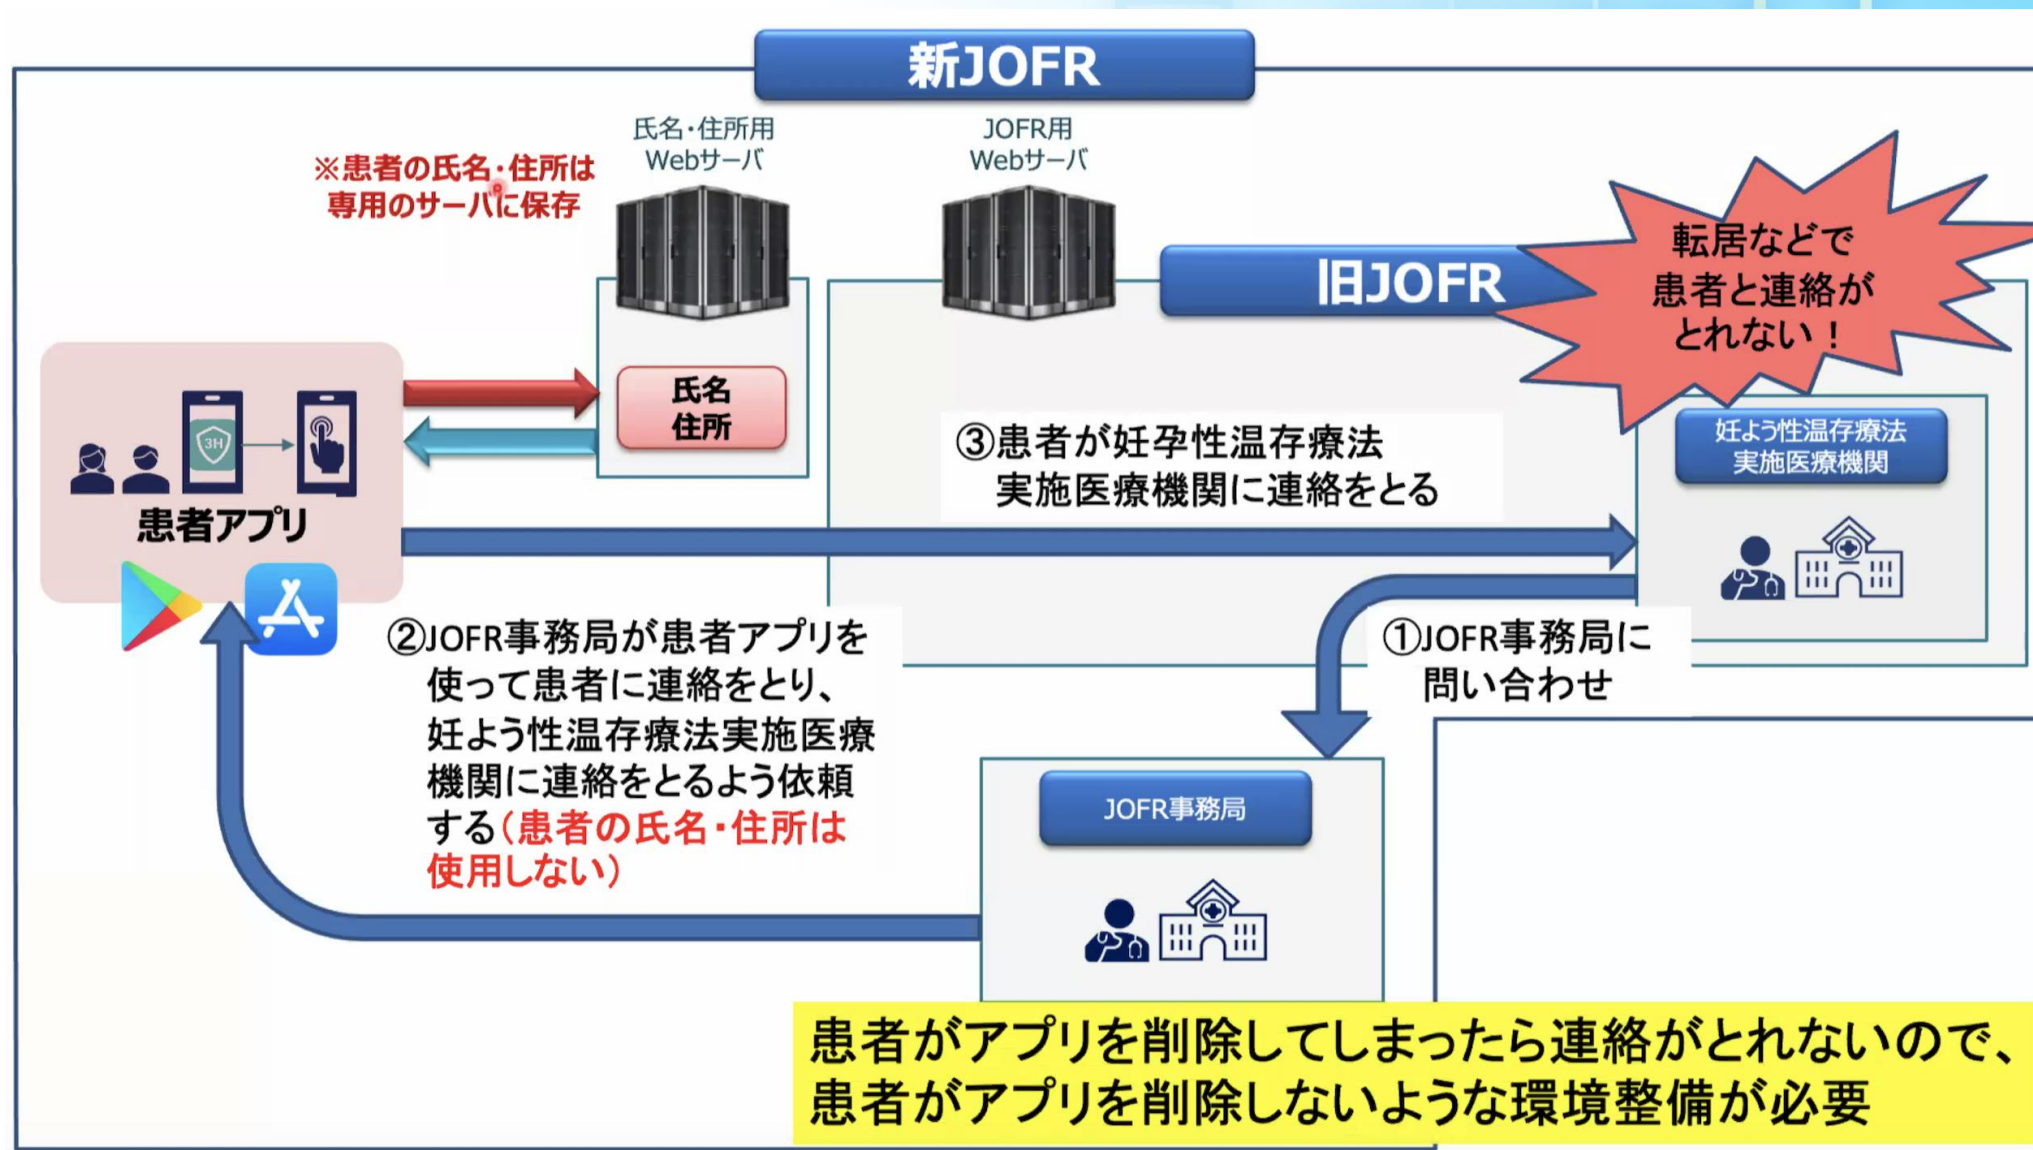 新JOFR
氏名・住所用
Webサーバ
JOFR用
Webサーバ
※患者の氏名・住所は
専用のサーバに保存
旧JOFR
転居などで
患者と連絡が
とれない！
氏名
住所
3H
患者アプリ
③患者が妊孕性温存療法
実施医療機関に連絡をとる
妊よう性温存療法
実施医療機関
②JOFR事務局が患者アプリを
使って患者に連絡をとり、
妊よう性温存療法実施医療
機関に連絡をとるよう依頼
する（患者の氏名・住所は
使用しない）
①JOFR事務局に
問い合わせ
JOFR事務局
患者がアプリを削除してしまったら連絡がとれないので、
患者がアプリを削除しないような環境整備が必要